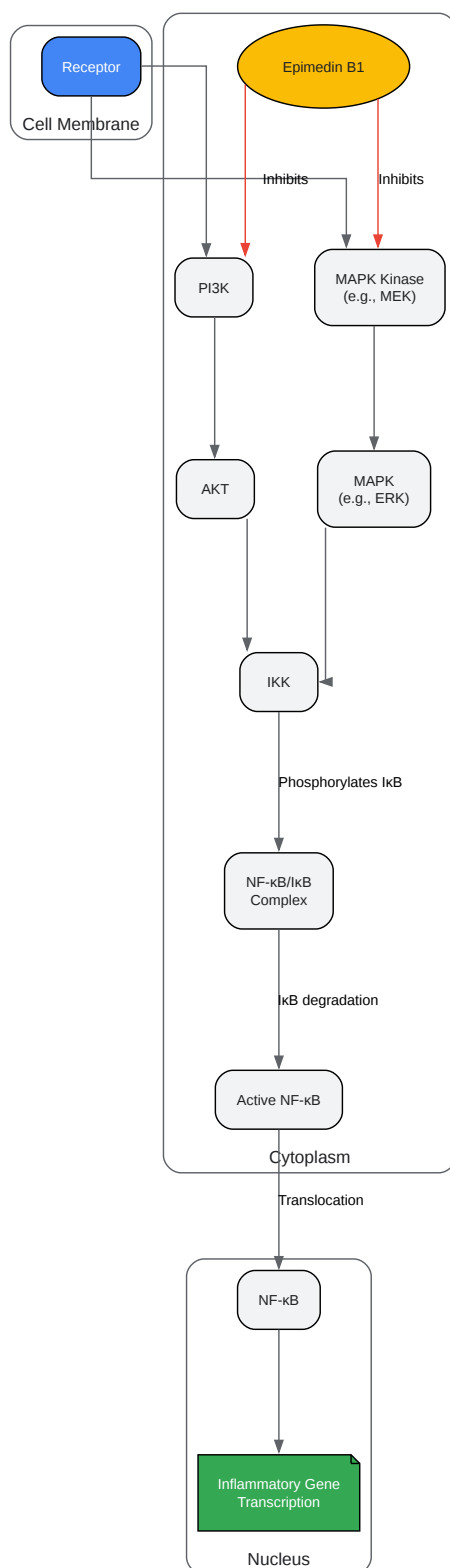 Receptor
Cell Membrane
Epimedin B1
Inhibits
Inhibits
PI3K
MAPK Kinase
(e.g., MEK)
AKT
MAPK
(e.g., ERK)
IKK
Phosphorylates IκB
NF-κB/IκB
Complex
IκB degradation
Active NF-κB
Cytoplasm
Translocation
NF-κB
Inflammatory Gene
Transcription
Nucleus